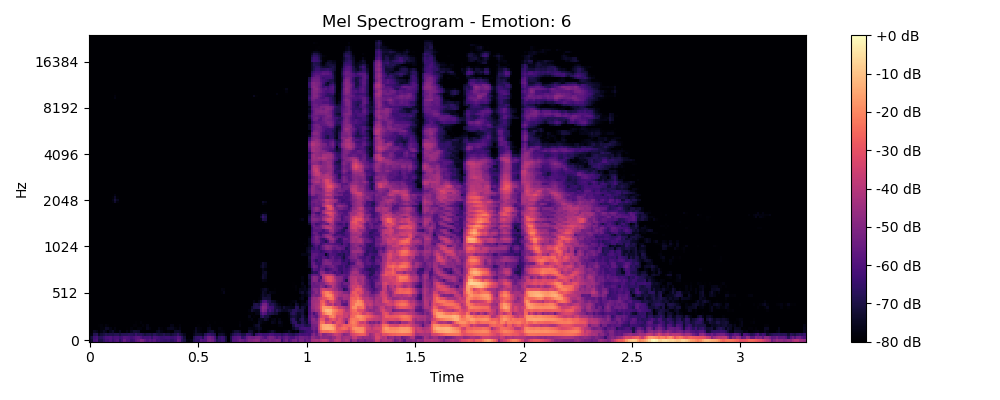 Mel Spectrogram - Emotion: 6
Hz
16384
8192
4096
2048
1024
512
0
0
0.5
1
1.5
2
2.5
3
Time
+0 dB
-10 dB
-20 dB
-30 dB
-40 dB
-50 dB
-60 dB
-70 dB
-80 dB